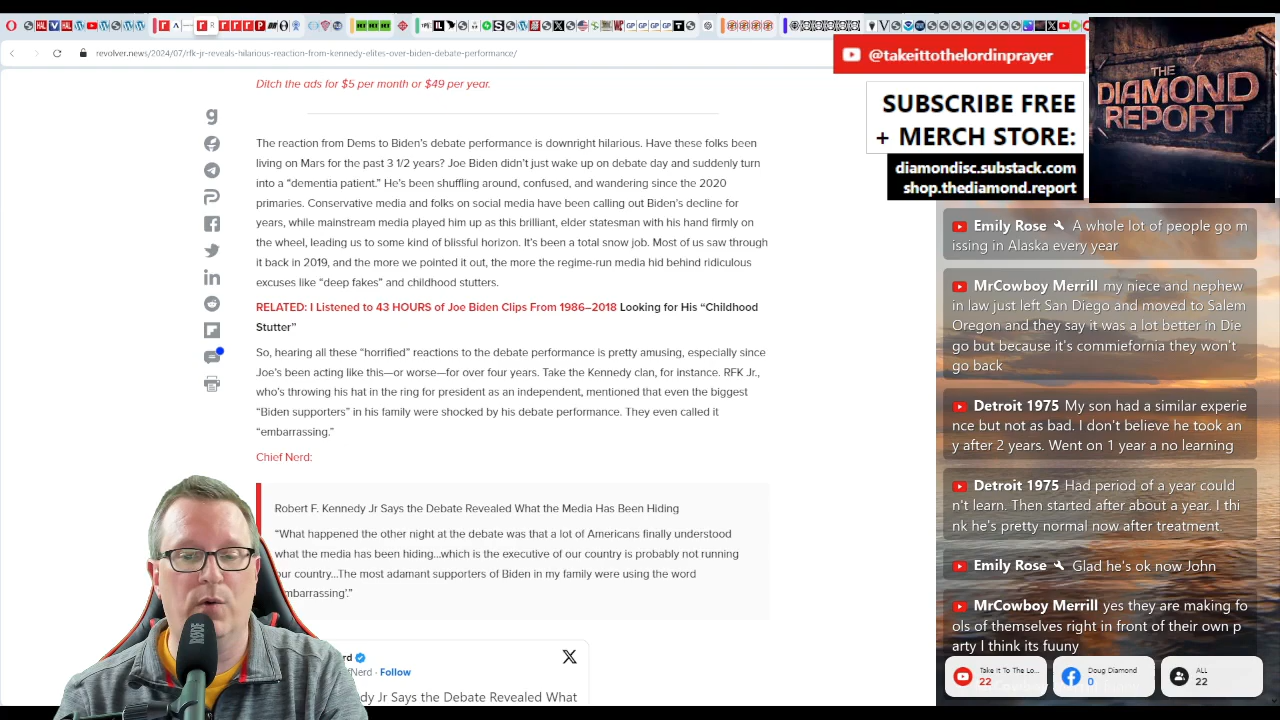 revolver.news/2024/07/rfk-jr-reveals-hilarious-reaction-from-kennedy-elites-over-biden-debate-performance/
@takeittothelordinprayer
SUBSCRIBE FREE
+ MERCH STORE:
diamondisc.substack.com
shop.thediamond.report
THE
DIAMOND
REPORT
Ditch the ads for $5 per month or $49 per year.
The reaction from Dems to Biden’s debate performance is downright hilarious. Have these folks been
living on Mars for the past 3 1/2 years? Joe Biden didn’t just wake up on debate day and suddenly turn
into a “dementia patient.” He’s been shuffling around, confused, and wandering since the 2020
primaries. Conservative media and folks on social media have been calling out Biden’s decline for
years, while mainstream media played him up as this brilliant, elder statesman with his hand firmly on
the wheel, leading us to some kind of blissful horizon. It’s been a total snow job. Most of us saw through
it back in 2019, and the more we pointed it out, the more the regime-run media hid behind ridiculous
excuses like “deep fakes” and childhood stutters.
RELATED: I Listened to 43 HOURS of Joe Biden Clips From 1986–2018 Looking for His “Childhood
Stutter”
So, hearing all these “horrified” reactions to the debate performance is pretty amusing, especially since
Joe’s been acting like this—or worse—for over four years. Take the Kennedy clan, for instance. RFK Jr.,
who’s throwing his hat in the ring for president as an independent, mentioned that even the biggest
“Biden supporters” in his family were shocked by his debate performance. They even called it
“embarrassing.”
Chief Nerd:
Robert F. Kennedy Jr Says the Debate Revealed What the Media Has Been Hiding
“What happened the other night at the debate was that a lot of Americans finally understood
what the media has been hiding...which is the executive of our country is probably not running
our country...The most adamant supporters of Biden in my family were using the word
mbarrassing’.”
rd
fNerd · Follow
dy Jr Says the Debate Revealed What
Emily Rose A whole lot of people go m
issing in Alaska every year
MrCowboy Merrill my niece and nephew
in law just left San Diego and moved to Salem
Oregon and they say it was a lot better in Die
go but because it's commiefornia they won't
go back
Detroit 1975 My son had a similar experie
nce but not as bad. I don't believe he took an
y after 2 years. Went on 1 year a no learning
Detroit 1975 Had period of a year could
n't learn. Then started after about a year. I thi
nk he's pretty normal now after treatment.
Emily Rose Glad he's ok now John
MrCowboy Merrill yes they are making fo
ols of themselves right in front of their own p
arty I think its fuuny
Take It To The Lo...
22
Doug Diamond
0
ALL
22